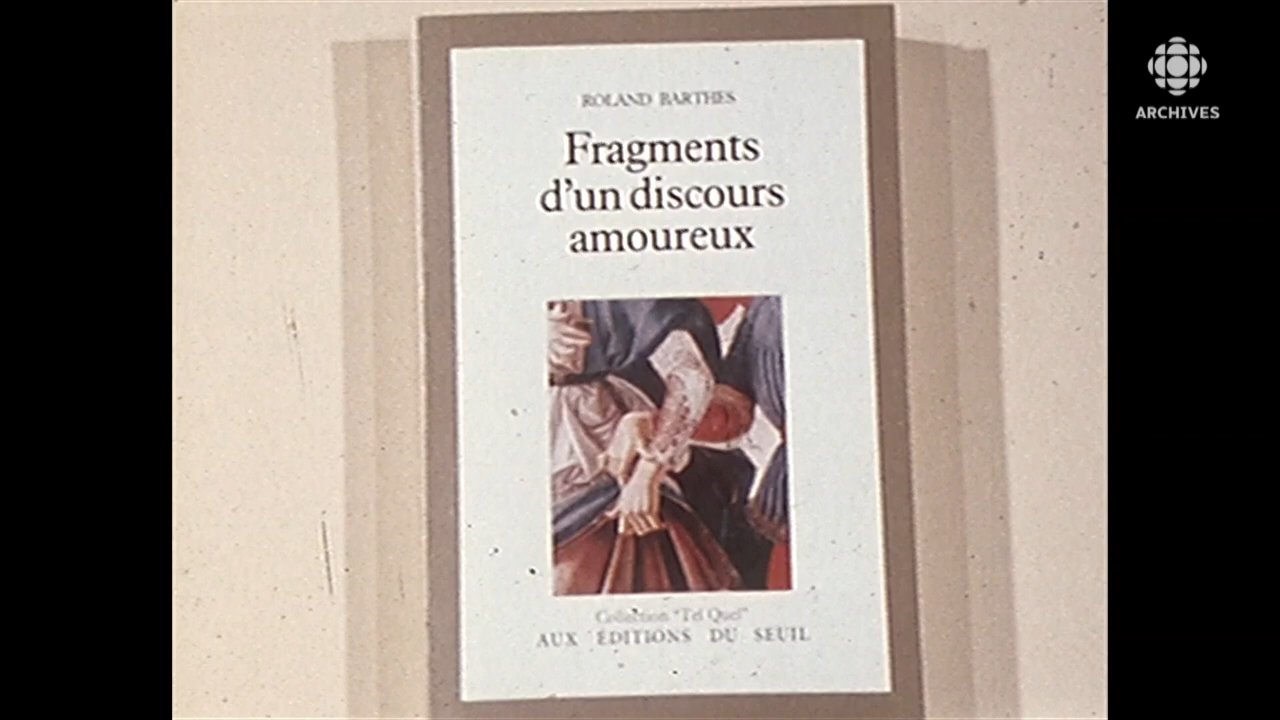 ROLAND BARTHES
Fragments
d'un discours
amoureux
Collection "Tel Quel"
AUX ÉDITIONS DU SEUIL
ARCHIVES